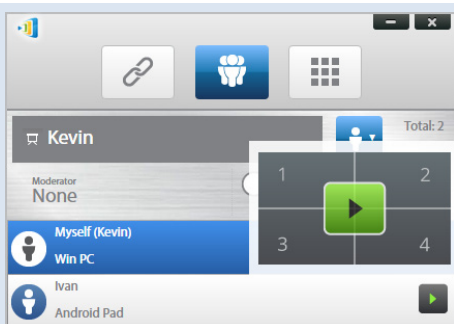 Kevin
Total: 2
Moderator
None
1
2
3
4
Myself (Kevin)
Win PC
Ivan
Android Pad